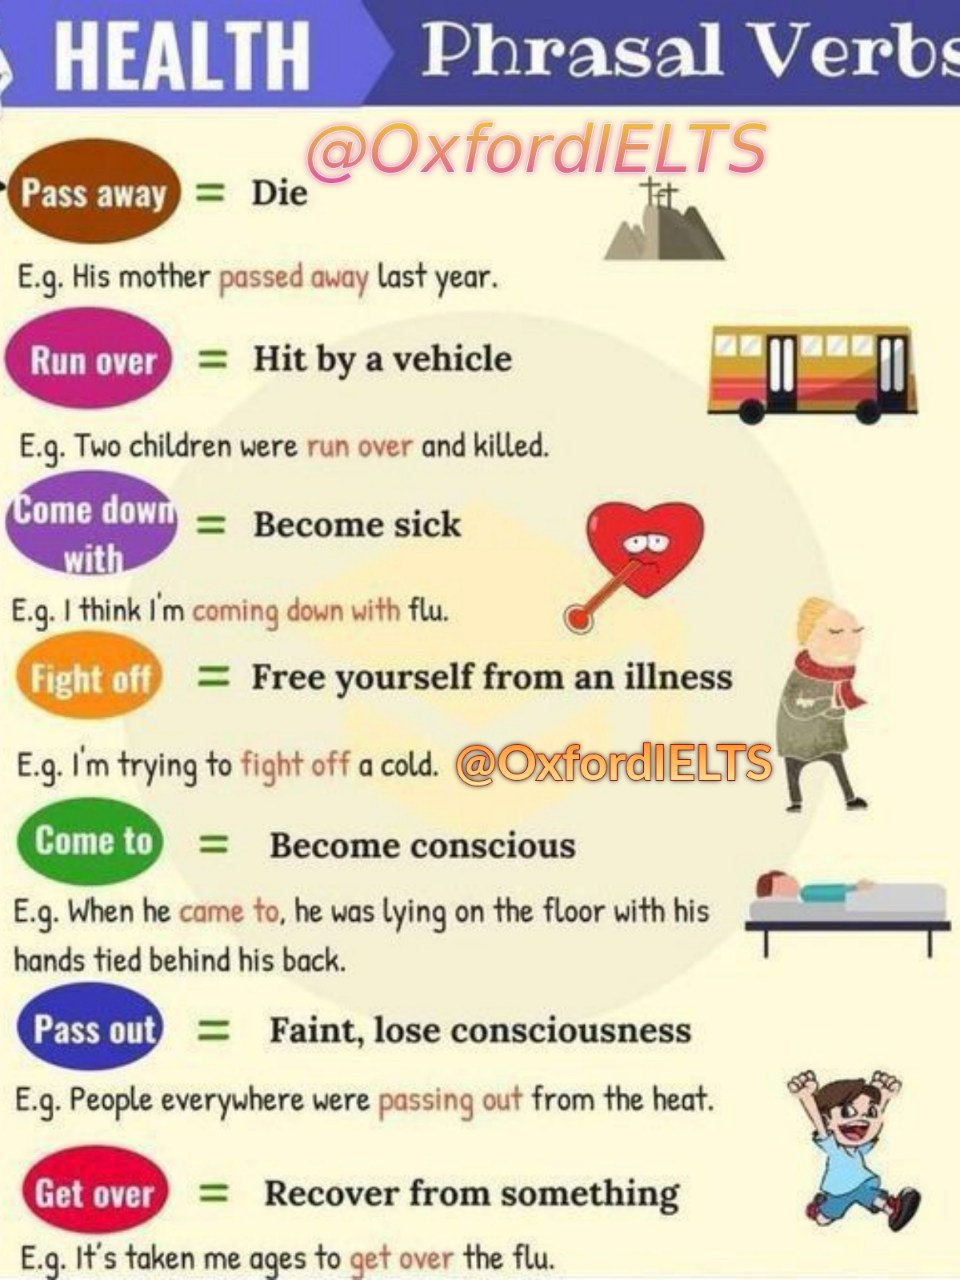 HEALTH Phrasal Verbs
@OxfordIELTS
Pass away = Die
E.g. His mother passed away last year.
Run over = Hit by a vehicle
E.g. Two children were run over and killed.
Come down
with
= Become sick
E.g. I think I'm coming down with flu.
Fight off = Free yourself from an illness
E.g. I'm trying to fight off a cold. @OxfordIELTS
Come to = Become conscious
E.g. When he came to, he was lying on the floor with his
hands tied behind his back.
Pass out = Faint, lose consciousness
E.g. People everywhere were passing out from the heat.
Get over = Recover from something
E.g. It's taken me ages to get over the flu.